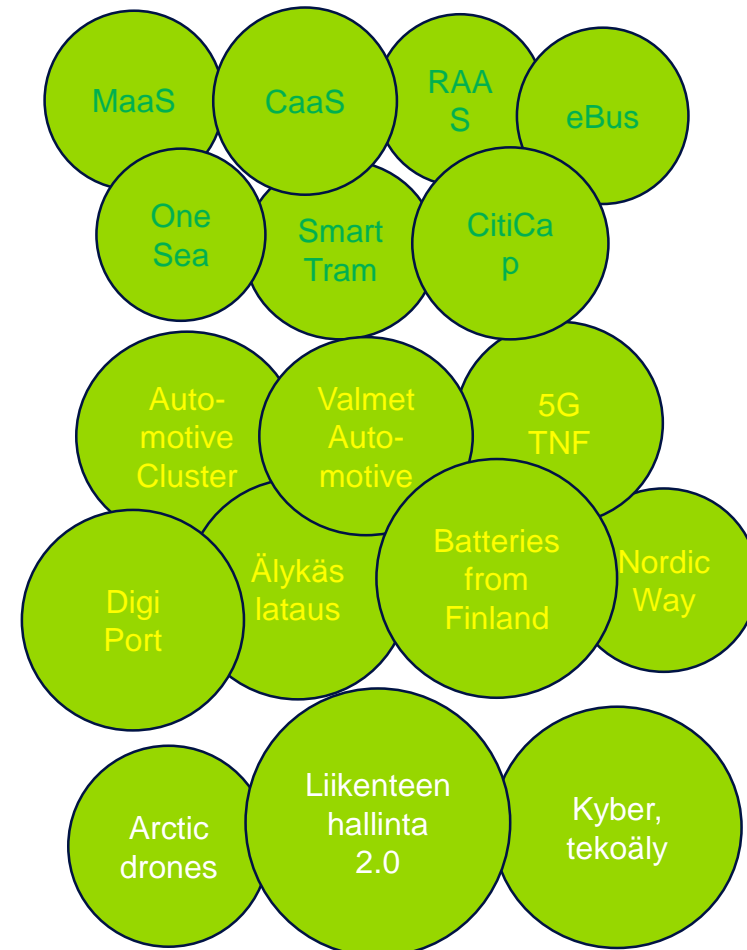 MaaS
CaaS
RAA
S
eBus
One
Sea
Smart
Tram
CitiCa
p
Auto-
motive
Cluster
Valmet
Auto-
motive
5G
TNF
Digi
Port
Älykäs
lataus
Batteries
from
Finland
Nordic
Way
Arctic
drones
Liikenteen
hallinta
2.0
Kyber,
tekoäly